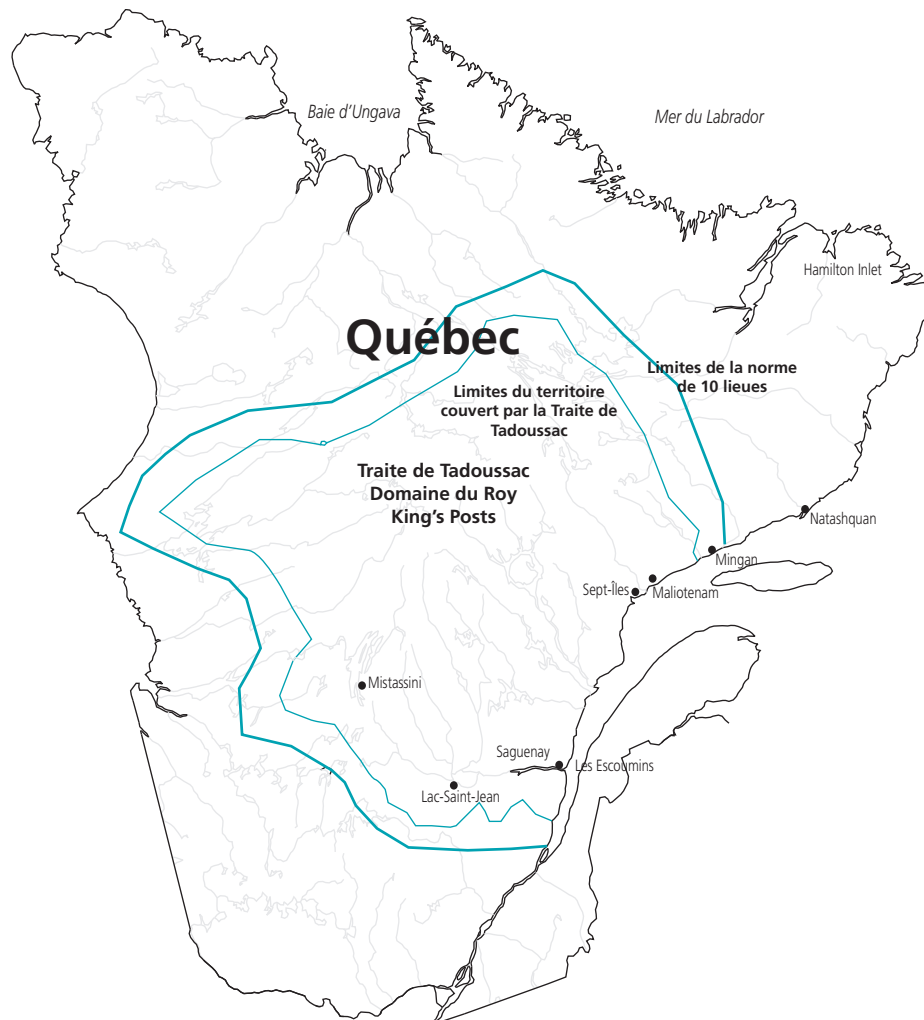 Baie d'Ungava
Mer du Labrador
Hamilton Inlet
Québec
Limites de la norme
de 10 lieues
Limites du territoire
couvert par la Traite de
Tadoussac
Traite de Tadoussac
Domaine du Roy
King's Posts
Natashquan
Mingan
Sept-Îles
Maliotenam
Mistassini
Saguenay
Les Escoumins
Lac-Saint-Jean